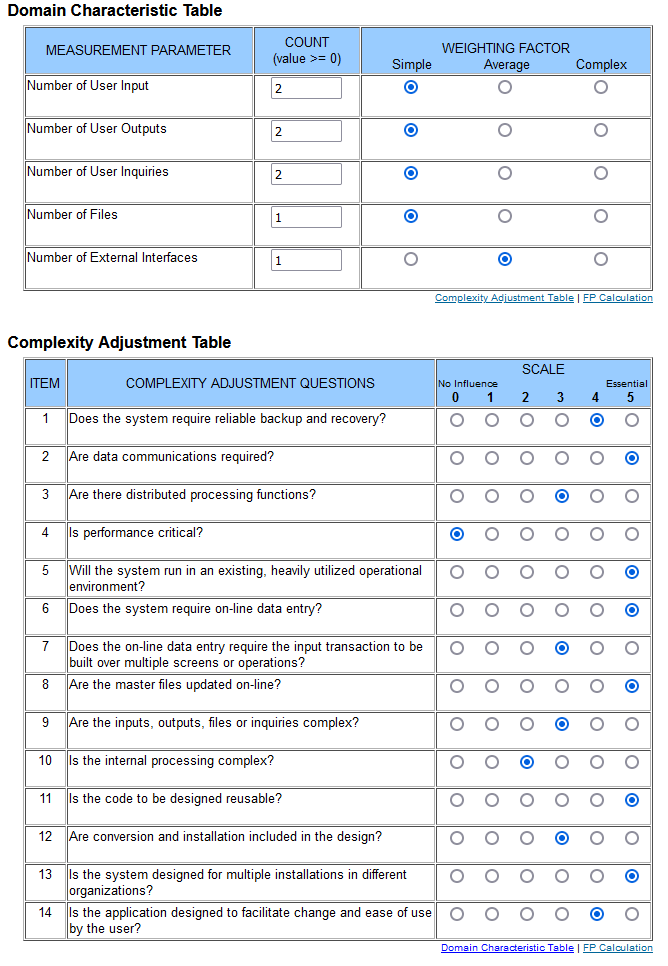 Domain Characteristic Table
MEASUREMENT PARAMETER
COUNT
(value >= 0)
WEIGHTING FACTOR
Simple Average Complex
Number of User Input 2
Number of User Outputs 2
Number of User Inquiries 2
Number of Files 1
Number of External Interfaces 1
Complexity Adjustment Table | FP Calculation
Complexity Adjustment Table
ITEM COMPLEXITY ADJUSTMENT QUESTIONS
SCALE
No Influence Essential
0 1 2 3 4 5
1 Does the system require reliable backup and recovery?
2 Are data communications required?
3 Are there distributed processing functions?
4 Is performance critical?
5 Will the system run in an existing, heavily utilized operational
environment?
6 Does the system require on-line data entry?
7 Does the on-line data entry require the input transaction to be
built over multiple screens or operations?
8 Are the master files updated on-line?
9 Are the inputs, outputs, files or inquiries complex?
10 Is the internal processing complex?
11 Is the code to be designed reusable?
12 Are conversion and installation included in the design?
13 Is the system designed for multiple installations in different
organizations?
14 Is the application designed to facilitate change and ease of use
by the user?
Domain Characteristic Table | FP Calculation